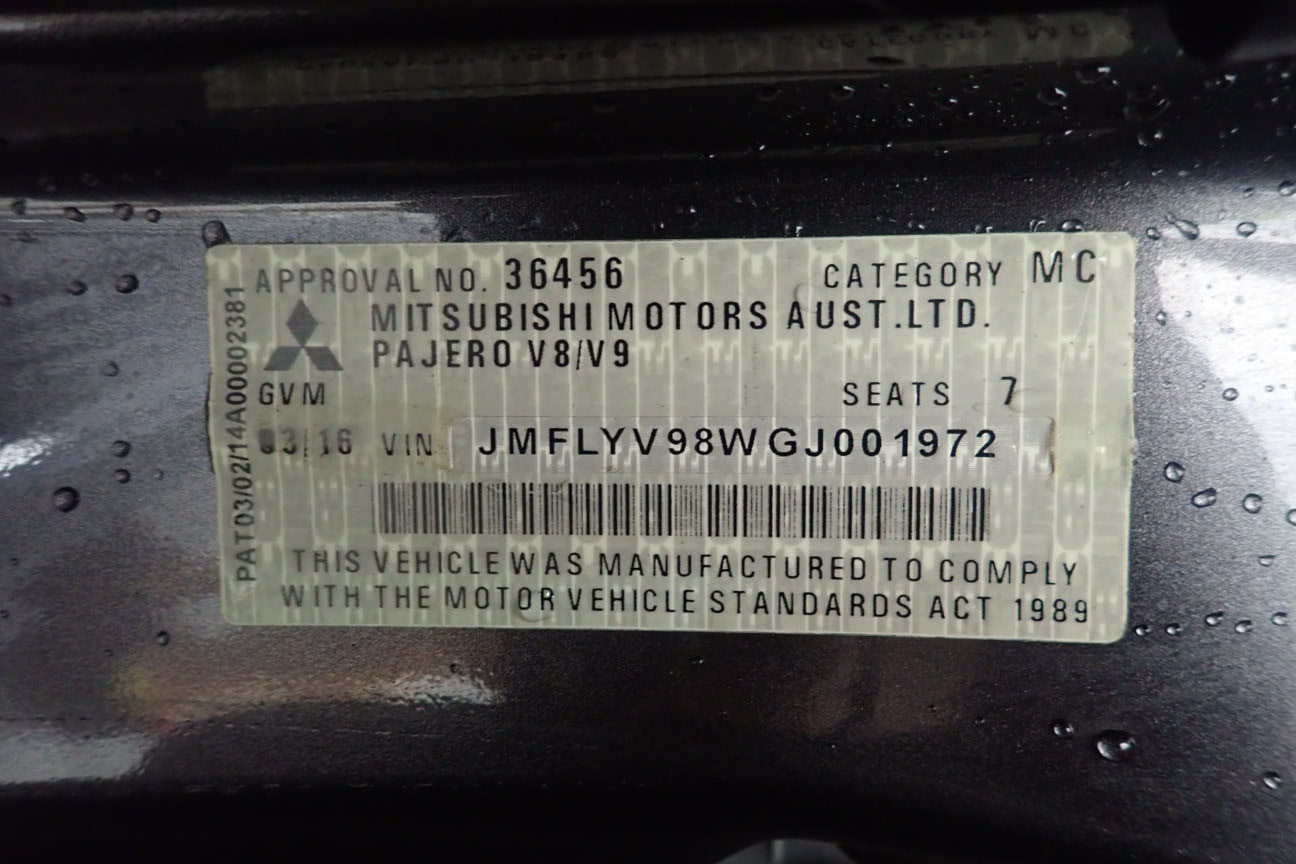 APPROVAL NO. 36456 CATEGORY MC
MITSUBISHI MOTORS AUST.LTD.
PAJERO V8/V9
GVM SEATS 7
03/16 VIN JMFLYV98WGJ001972
THIS VEHICLE WAS MANUFACTURED TO COMPLY
WITH THE MOTOR VEHICLE STANDARDS ACT 1989
PAT03/02/14A00002381